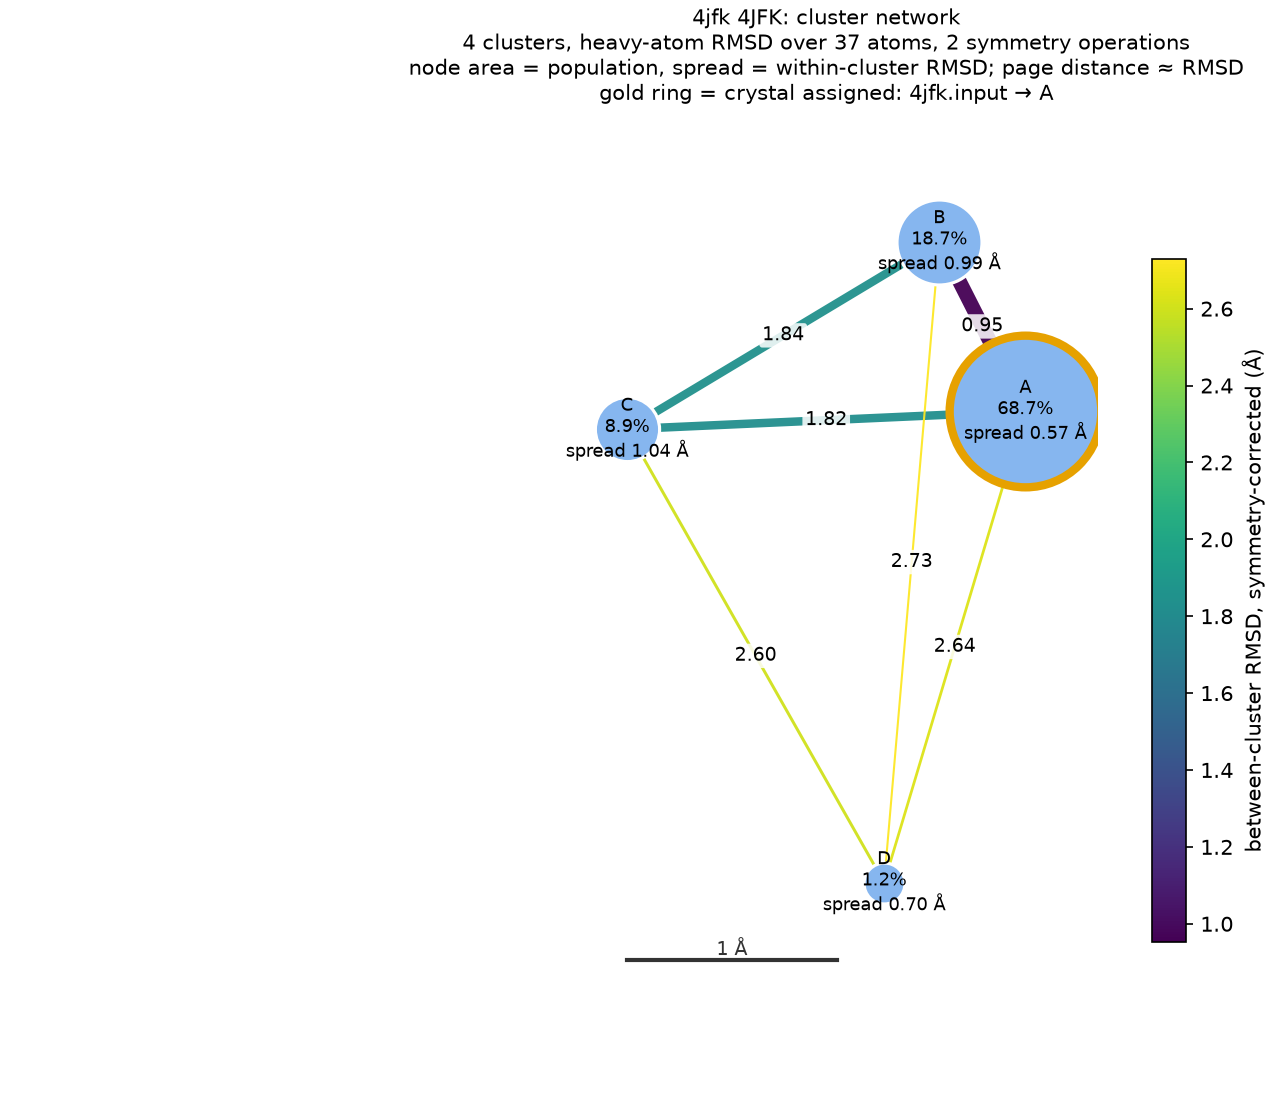 4jfk 4JFK: cluster network
4 clusters, heavy-atom RMSD over 37 atoms, 2 symmetry operations
node area = population, spread = within-cluster RMSD; page distance ≈ RMSD
gold ring = crystal assigned: 4jfk.input → A
B
18.7%
spread 0.99 Å
0.95
1.84
A
68.7%
spread 0.57 Å
C
8.9%
spread 1.04 Å
1.82
2.73
2.64
2.60
D
1.2%
spread 0.70 Å
1 Å
2.6
2.4
2.2
2.0
1.8
1.6
1.4
1.2
1.0
between-cluster RMSD, symmetry-corrected (Å)